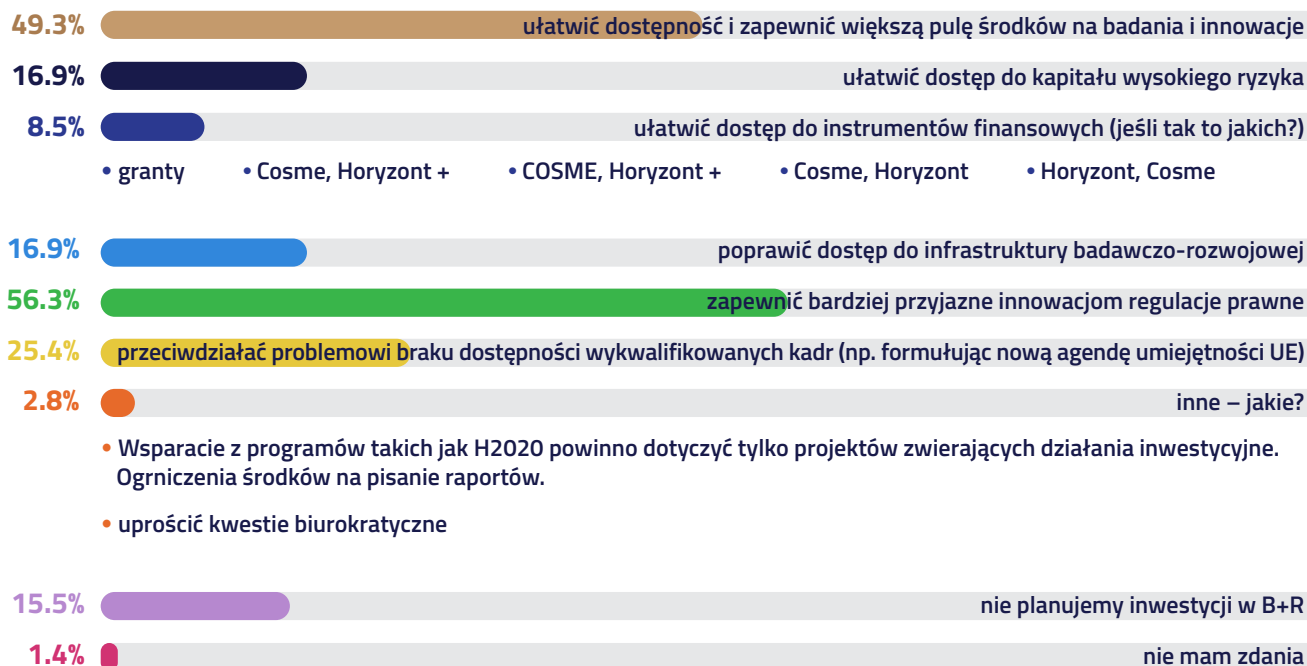 49.3% ułatwić dostępność i zapewnić większą pulę środków na badania i innowacje
16.9% ułatwić dostęp do kapitału wysokiego ryzyka
8.5% ułatwić dostęp do instrumentów finansowych (jeśli tak to jakich?)
• granty • Cosme, Horyzont + • COSME, Horyzont + • Cosme, Horyzont • Horyzont, Cosme
16.9% poprawić dostęp do infrastruktury badawczo-rozwojowej
56.3% zapewnić bardziej przyjazne innowacjom regulacje prawne
25.4% przeciwdziałać problemowi braku dostępności wykwalifikowanych kadr (np. formułując nową agendę umiejętności UE)
2.8% inne – jakie?
• Wsparacie z programów takich jak H2020 powinno dotyczyć tylko projektów zwierających działania inwestycyjne.
Ogrniczenia środków na pisanie raportów.
• uprościć kwestie biurokratyczne
15.5% nie planujemy inwestycji w B+R
1.4% nie mam zdania